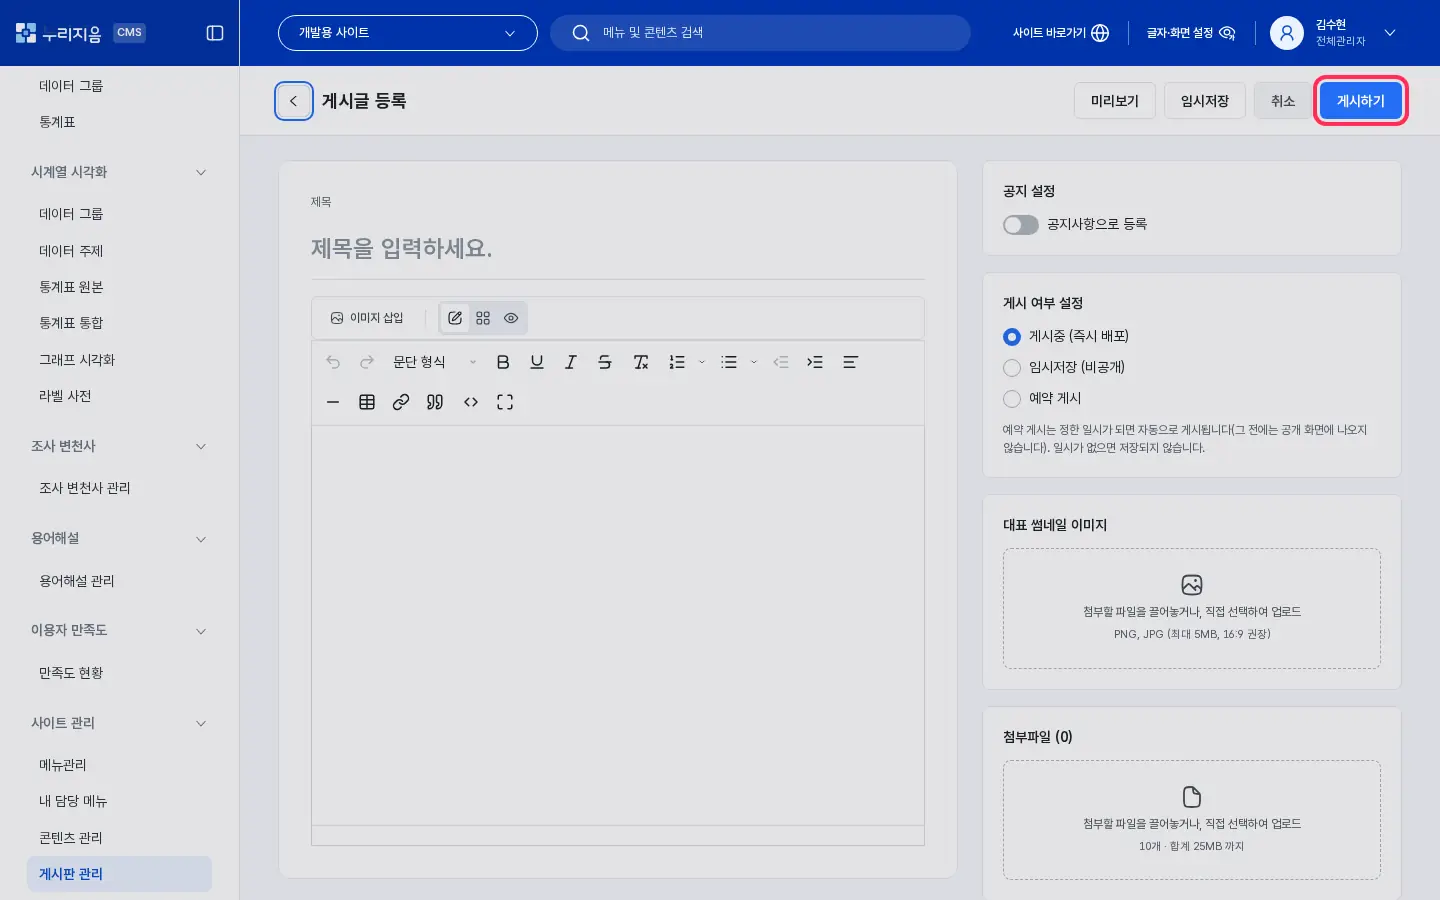 누리지음 CMS
개발용 사이트
메뉴 및 콘텐츠 검색
사이트 바로가기
글자·화면 설정
김수현
전체관리자
데이터 그룹
통계표
시계열 시각화
데이터 그룹
데이터 주제
통계표 원본
통계표 통합
그래프 시각화
라벨 사전
조사 변천사
조사 변천사 관리
용어해설
용어해설 관리
이용자 만족도
만족도 현황
사이트 관리
메뉴관리
내 담당 메뉴
콘텐츠 관리
게시판 관리
게시글 등록
미리보기
임시저장
취소
게시하기
제목
제목을 입력하세요.
이미지 삽입
문단 형식
공지 설정
공지사항으로 등록
게시 여부 설정
게시중 (즉시 배포)
임시저장 (비공개)
예약 게시
예약 게시는 정한 일시가 되면 자동으로 게시됩니다(그 전에는 공개 화면에 나오지
않습니다). 일시가 없으면 저장되지 않습니다.
대표 썸네일 이미지
첨부할 파일을 끌어놓거나, 직접 선택하여 업로드
PNG, JPG (최대 5MB, 16:9 권장)
첨부파일 (0)
첨부할 파일을 끌어놓거나, 직접 선택하여 업로드
10개 · 합계 25MB 까지